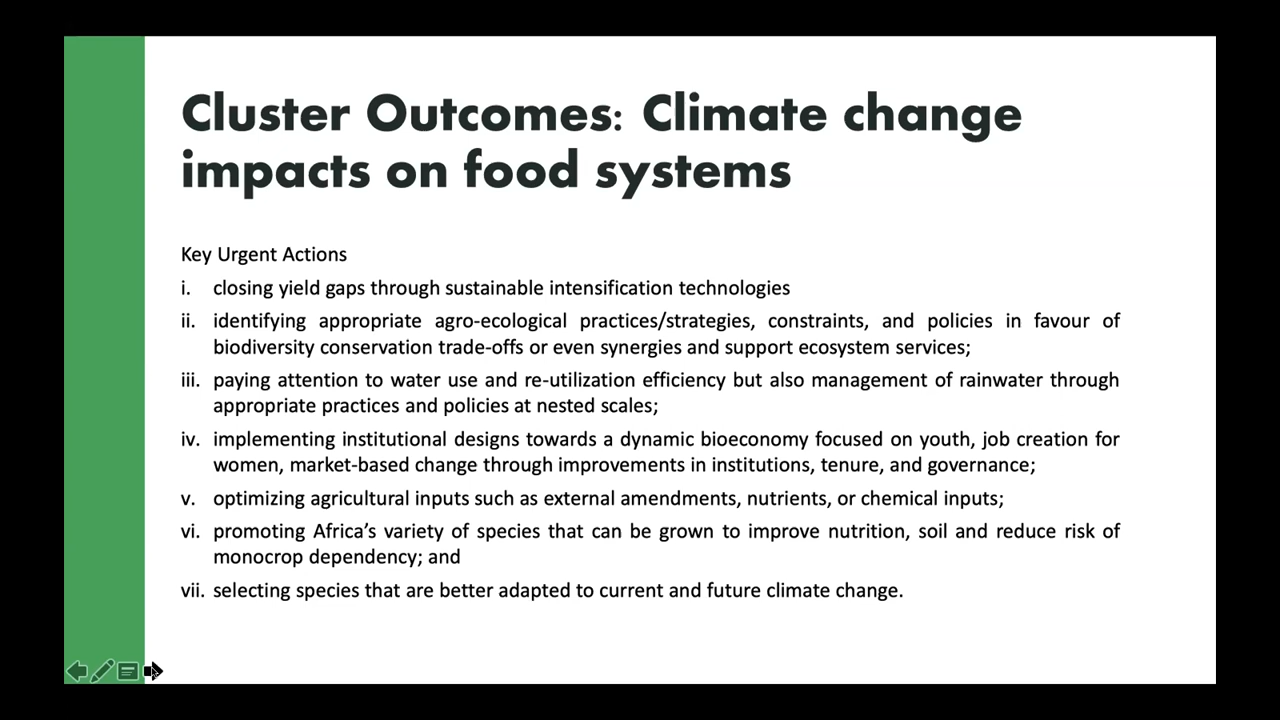 Cluster Outcomes: Climate change
impacts on food systems
Key Urgent Actions
i. closing yield gaps through sustainable intensification technologies
ii. identifying appropriate agro-ecological practices/strategies, constraints, and policies in favour of
biodiversity conservation trade-offs or even synergies and support ecosystem services;
iii. paying attention to water use and re-utilization efficiency but also management of rainwater through
appropriate practices and policies at nested scales;
iv. implementing institutional designs towards a dynamic bioeconomy focused on youth, job creation for
women, market-based change through improvements in institutions, tenure, and governance;
v. optimizing agricultural inputs such as external amendments, nutrients, or chemical inputs;
vi. promoting Africa’s variety of species that can be grown to improve nutrition, soil and reduce risk of
monocrop dependency; and
vii. selecting species that are better adapted to current and future climate change.